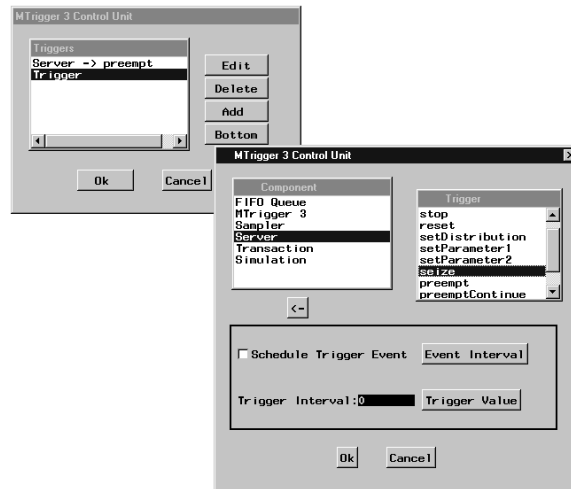 MTrigger 3 Control Unit
Triggers
Server -> preempt
Trigger
Edit
Delete
Add
Bottom
Ok
Cancel
MTrigger 3 Control Unit
Component
FIFO Queue
MTrigger 3
Sampler
Server
Transaction
Simulation
<-
Trigger
stop
reset
setDistribution
setParameter1
setParameter2
seize
preempt
preemptContinue
Schedule Trigger Event
Event Interval
Trigger Interval:0
Trigger Value
Ok
Cancel